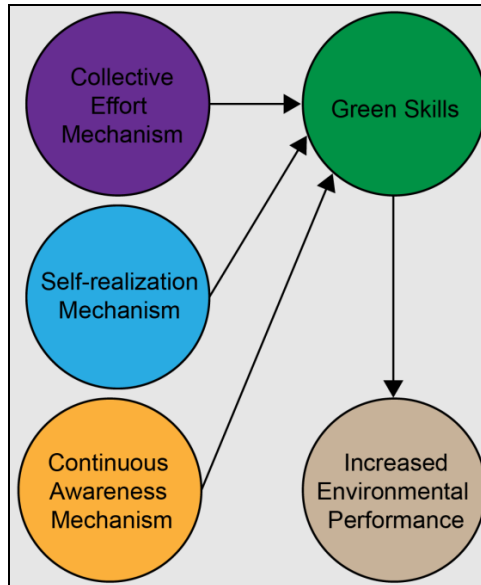 Collective
Effort
Mechanism
Green Skills
Self-realization
Mechanism
Continuous
Awareness
Mechanism
Increased
Environmental
Performance